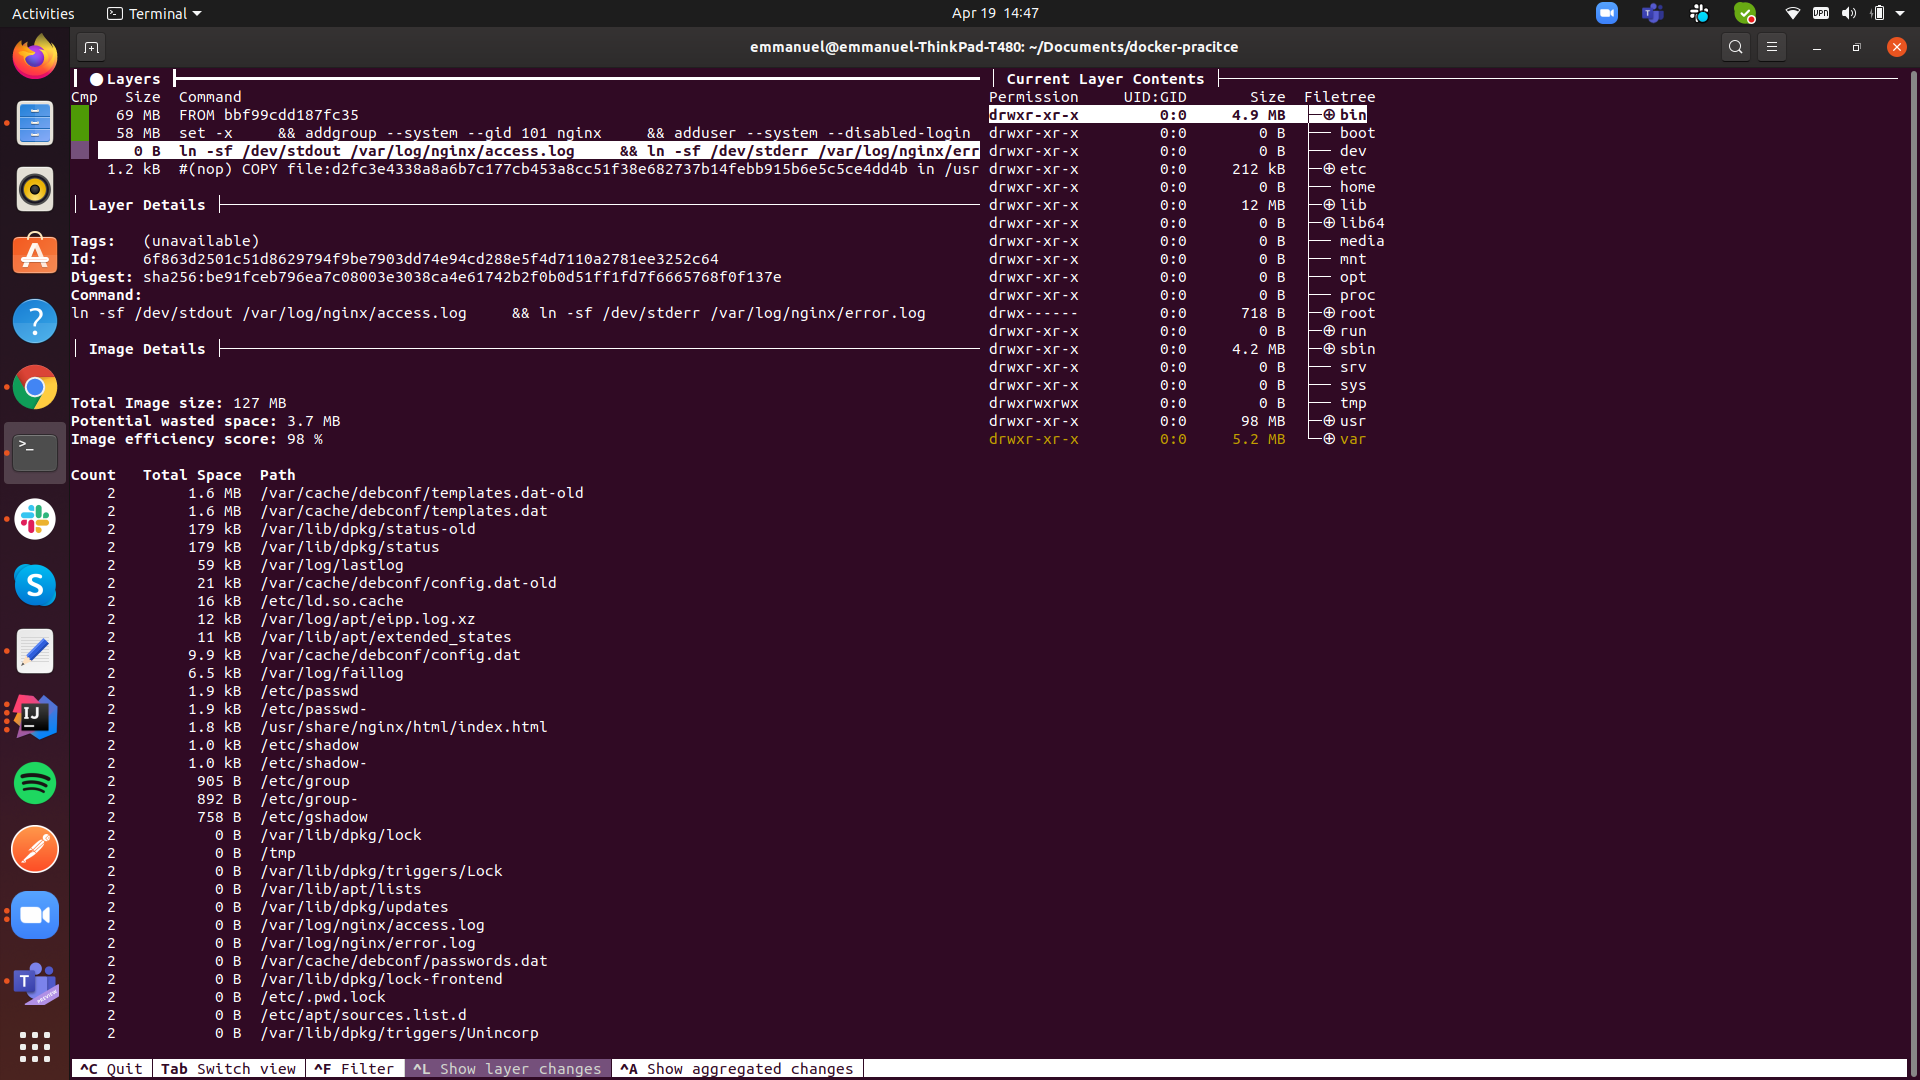 Activities
Terminal
Apr 19 14:47
VPN
emmanuel@emmanuel-ThinkPad-T480: ~/Documents/docker-pracitce
Layers
Cmp Size Command
69 MB FROM bbf99cdd187fc35
58 MB set -x && addgroup --system --gid 101 nginx && adduser --system --disabled-login
0 B ln -sf /dev/stdout /var/log/nginx/access.log && ln -sf /dev/stderr /var/log/nginx/err
1.2 kB #(nop) COPY file:d2fc3e4338a8a6b7c177cb453a8cc51f38e682737b14febb915b6e5c5ce4dd4b in /usr
Layer Details
Tags: (unavailable)
Id: 6f863d2501c51d8629794f9be7903dd74e94cd288e5f4d7110a2781ee3252c64
Digest: sha256:be91fceb796ea7c08003e3038ca4e61742b2f0b0d51ff1fd7f6665768f0f137e
Command:
ln -sf /dev/stdout /var/log/nginx/access.log && ln -sf /dev/stderr /var/log/nginx/error.log
Image Details
Total Image size: 127 MB
Potential wasted space: 3.7 MB
Image efficiency score: 98 %
Count Total Space Path
2 1.6 MB /var/cache/debconf/templates.dat-old
2 1.6 MB /var/cache/debconf/templates.dat
2 179 kB /var/lib/dpkg/status-old
2 179 kB /var/lib/dpkg/status
2 59 kB /var/log/lastlog
2 21 kB /var/cache/debconf/config.dat-old
2 16 kB /etc/ld.so.cache
2 12 kB /var/log/apt/eipp.log.xz
2 11 kB /var/lib/apt/extended_states
2 9.9 kB /var/cache/debconf/config.dat
2 6.5 kB /var/log/faillog
2 1.9 kB /etc/passwd
2 1.9 kB /etc/passwd-
2 1.8 kB /usr/share/nginx/html/index.html
2 1.0 kB /etc/shadow
2 1.0 kB /etc/shadow-
2 905 B /etc/group
2 892 B /etc/group-
2 758 B /etc/gshadow
2 0 B /var/lib/dpkg/lock
2 0 B /tmp
2 0 B /var/lib/dpkg/triggers/Lock
2 0 B /var/lib/apt/lists
2 0 B /var/lib/dpkg/updates
2 0 B /var/log/nginx/access.log
2 0 B /var/log/nginx/error.log
2 0 B /var/cache/debconf/passwords.dat
2 0 B /var/lib/dpkg/lock-frontend
2 0 B /etc/.pwd.lock
2 0 B /etc/apt/sources.list.d
2 0 B /var/lib/dpkg/triggers/Unincorp
Current Layer Contents
Permission UID:GID Size Filetree
drwxr-xr-x 0:0 4.9 MB bin
drwxr-xr-x 0:0 0 B boot
drwxr-xr-x 0:0 0 B dev
drwxr-xr-x 0:0 212 kB etc
drwxr-xr-x 0:0 0 B home
drwxr-xr-x 0:0 12 MB lib
drwxr-xr-x 0:0 0 B lib64
drwxr-xr-x 0:0 0 B media
drwxr-xr-x 0:0 0 B mnt
drwxr-xr-x 0:0 0 B opt
drwxr-xr-x 0:0 0 B proc
drwx------ 0:0 718 B root
drwxr-xr-x 0:0 0 B run
drwxr-xr-x 0:0 4.2 MB sbin
drwxr-xr-x 0:0 0 B srv
drwxr-xr-x 0:0 0 B sys
drwxrwxrwx 0:0 0 B tmp
drwxr-xr-x 0:0 98 MB usr
drwxr-xr-x 0:0 5.2 MB var
^C Quit Tab Switch view ^F Filter ^L Show layer changes ^A Show aggregated changes